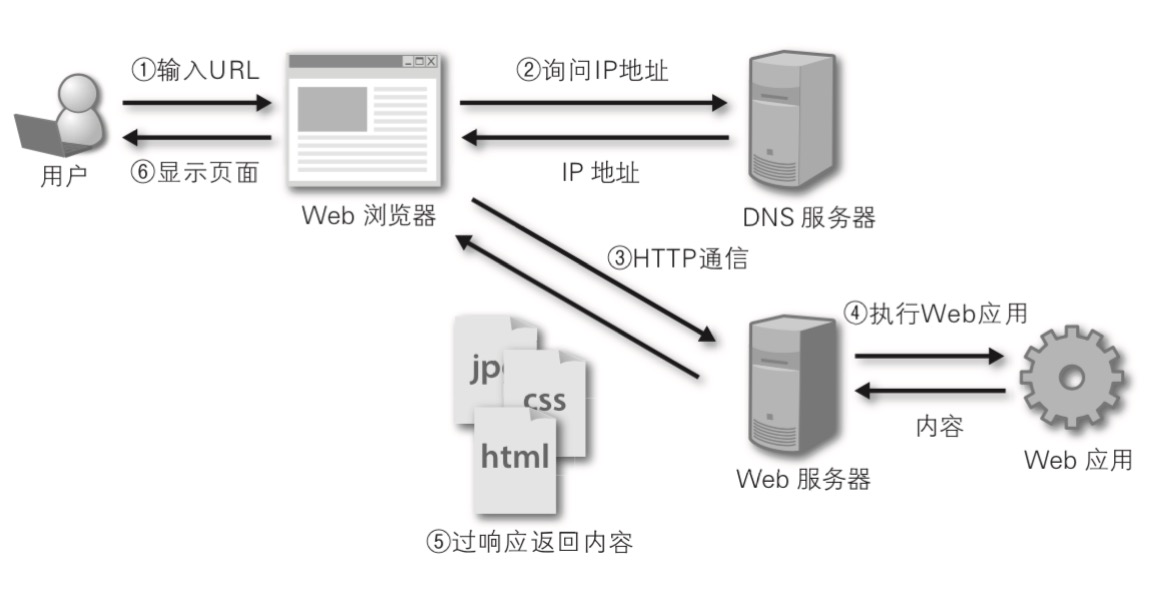 ①输入URL
②询问IP地址
用户
⑥显示页面
IP 地址
Web 浏览器
DNS 服务器
③HTTP通信
④执行Web应用
css
html
内容
Web 应用
Web 服务器
⑤过响应返回内容